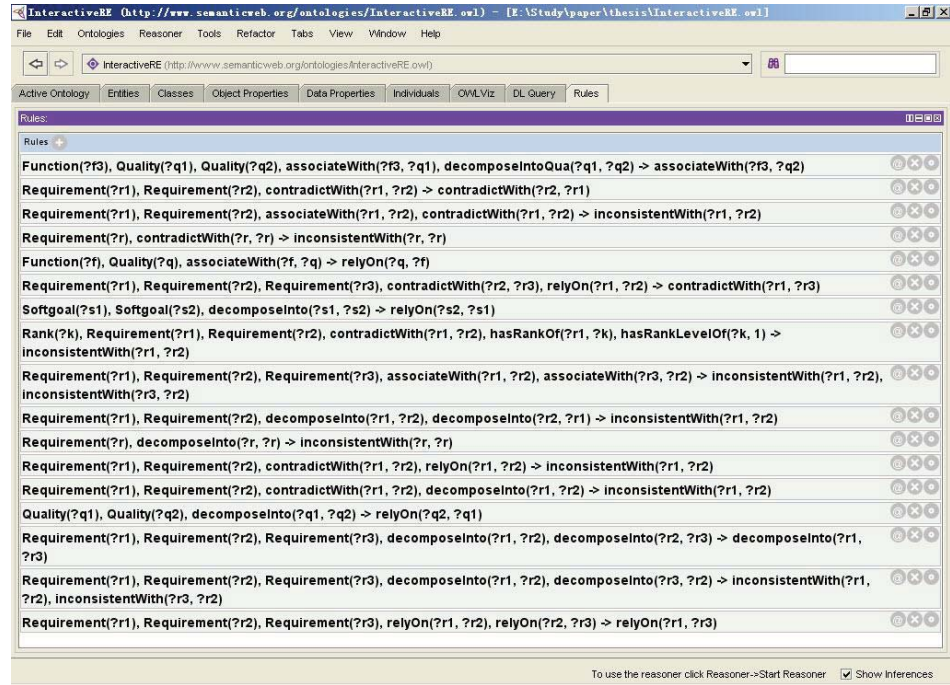 InteractiveRE (http://www.semanticweb.org/ontologies/InteractiveRE.owl) - [E:\Study\paper\thesis\InteractiveRE.owl]
File Edit Ontologies Reasoner Tools Refactor Tabs View Window Help
InteractiveRE (http://www.semanticweb.org/ontologies/InteractiveRE.owl)
Active Ontology Entities Classes Object Properties Data Properties Individuals OWLViz DL Query Rules
Rules:
Rules
Function(?f3), Quality(?q1), Quality(?q2), associateWith(?f3, ?q1), decomposeIntoQua(?q1, ?q2) -> associateWith(?f3, ?q2)
Requirement(?r1), Requirement(?r2), contradictWith(?r1, ?r2) -> contradictWith(?r2, ?r1)
Requirement(?r1), Requirement(?r2), associateWith(?r1, ?r2), contradictWith(?r1, ?r2) -> inconsistentWith(?r1, ?r2)
Requirement(?r), contradictWith(?r, ?r) -> inconsistentWith(?r, ?r)
Function(?f), Quality(?q), associateWith(?f, ?q) -> relyOn(?q, ?f)
Requirement(?r1), Requirement(?r2), Requirement(?r3), contradictWith(?r2, ?r3), relyOn(?r1, ?r2) -> contradictWith(?r1, ?r3)
Softgoal(?s1), Softgoal(?s2), decomposeInto(?s1, ?s2) -> relyOn(?s2, ?s1)
Rank(?k), Requirement(?r1), Requirement(?r2), contradictWith(?r1, ?r2), hasRankOf(?r1, ?k), hasRankLevelOf(?k, 1) ->
inconsistentWith(?r1, ?r2)
Requirement(?r1), Requirement(?r2), Requirement(?r3), associateWith(?r1, ?r2), associateWith(?r3, ?r2) -> inconsistentWith(?r1, ?r2),
inconsistentWith(?r3, ?r2)
Requirement(?r1), Requirement(?r2), decomposeInto(?r1, ?r2), decomposeInto(?r2, ?r1) -> inconsistentWith(?r1, ?r2)
Requirement(?r), decomposeInto(?r, ?r) -> inconsistentWith(?r, ?r)
Requirement(?r1), Requirement(?r2), contradictWith(?r1, ?r2), relyOn(?r1, ?r2) -> inconsistentWith(?r1, ?r2)
Requirement(?r1), Requirement(?r2), contradictWith(?r1, ?r2), decomposeInto(?r1, ?r2) -> inconsistentWith(?r1, ?r2)
Quality(?q1), Quality(?q2), decomposeInto(?q1, ?q2) -> relyOn(?q2, ?q1)
Requirement(?r1), Requirement(?r2), Requirement(?r3), decomposeInto(?r1, ?r2), decomposeInto(?r2, ?r3) -> decomposeInto(?r1,
?r3)
Requirement(?r1), Requirement(?r2), Requirement(?r3), decomposeInto(?r1, ?r2), decomposeInto(?r3, ?r2) -> inconsistentWith(?r1,
?r2), inconsistentWith(?r3, ?r2)
Requirement(?r1), Requirement(?r2), Requirement(?r3), relyOn(?r1, ?r2), relyOn(?r2, ?r3) -> relyOn(?r1, ?r3)
To use the reasoner click Reasoner->Start Reasoner Show Inferences